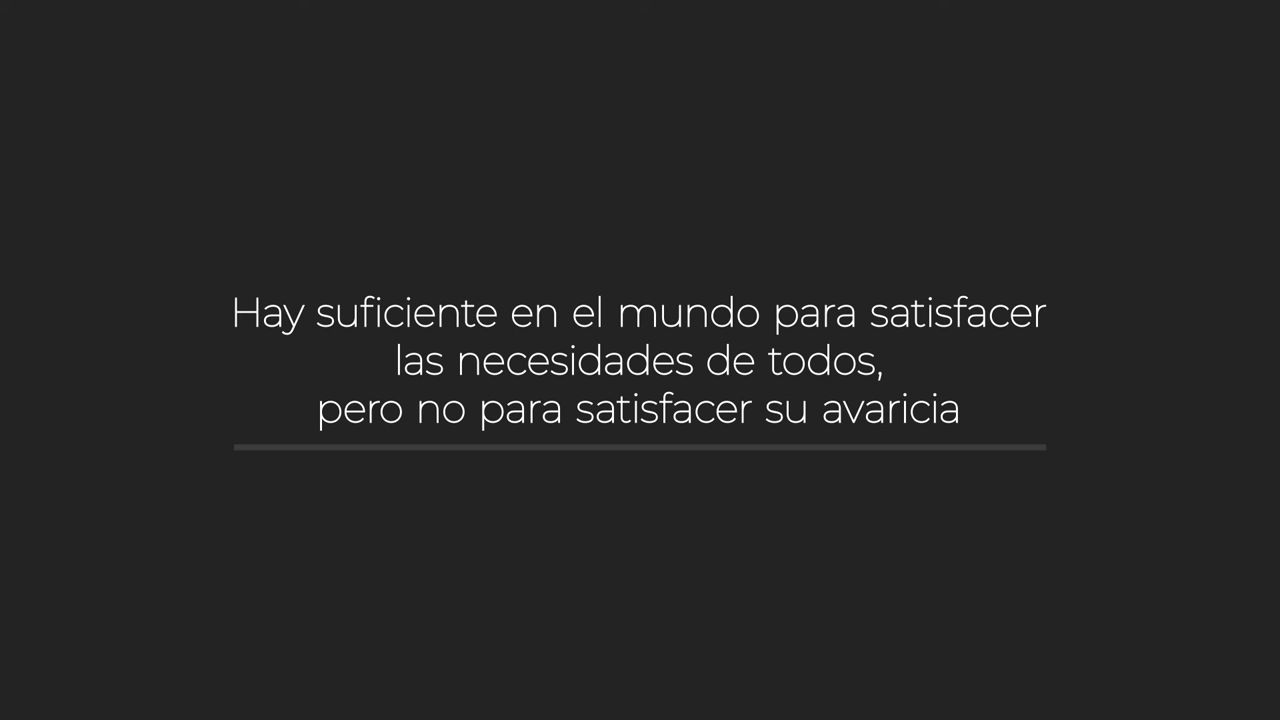 Hay suficiente en el mundo para satisfacer
las necesidades de todos,
pero no para satisfacer su avaricia